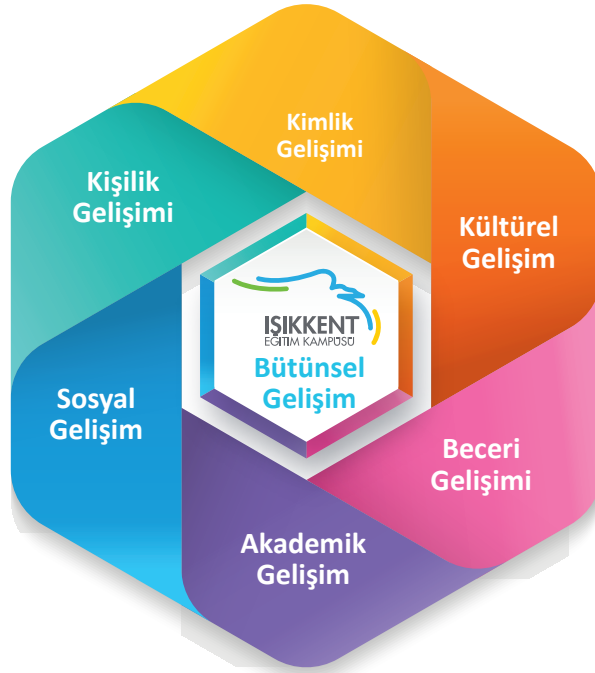 Kimlik
Gelişimi
Kişilik
Gelişimi
Kültürel
Gelişim
IŞIKKENT
EĞİTİM KAMPÜSÜ
Bütünsel
Gelişim
Sosyal
Gelişim
Beceri
Gelişimi
Akademik
Gelişim